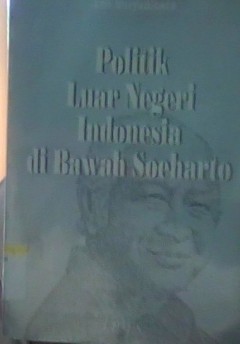 Politik
Luar Negeri
Indonesia
di Bawah Soeharto